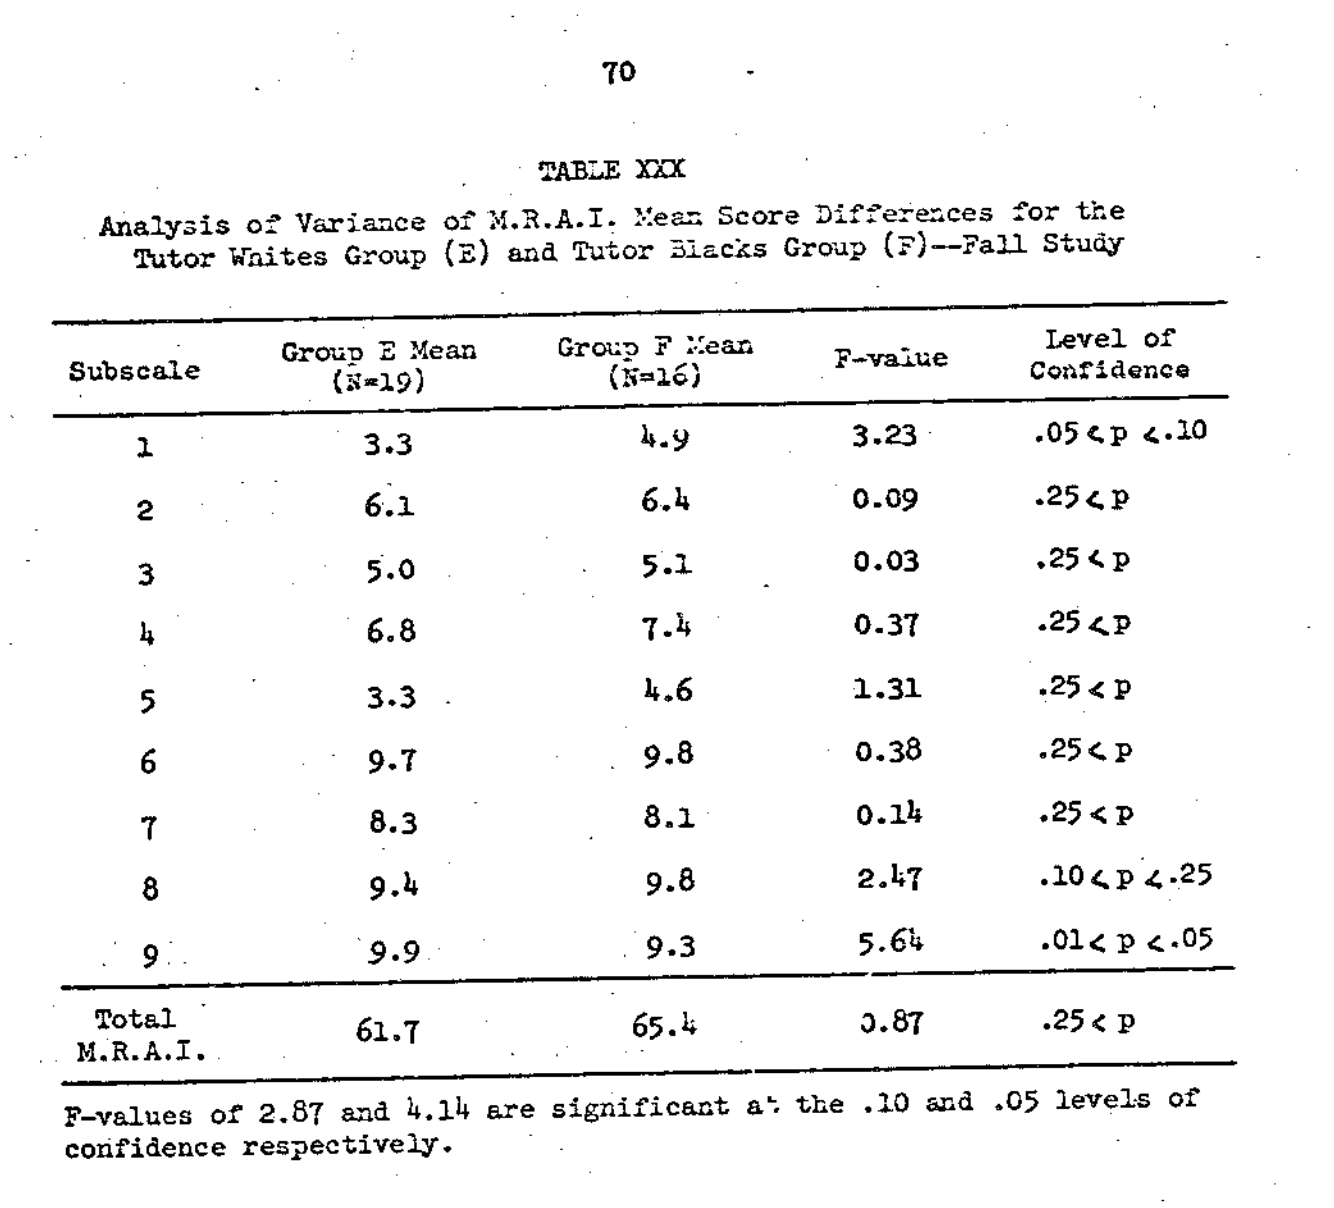 70
TABLE XXX
Analysis of Variance of M.R.A.I. Mean Score Differences for the
Tutor Whites Group (E) and Tutor Blacks Group (F)--Fall Study
Subscale Group E Mean (N=19) Group F Mean (N=16) F-value Level of Confidence
1 3.3 4.9 3.23 .05 < p < .10
2 6.1 6.4 0.09 .25 < p
3 5.0 5.1 0.03 .25 < p
4 6.8 7.4 0.37 .25 < p
5 3.3 4.6 1.31 .25 < p
6 9.7 9.8 0.38 .25 < p
7 8.3 8.1 0.14 .25 < p
8 9.4 9.8 2.47 .10 < p < .25
9 9.9 9.3 5.64 .01 < p < .05
Total M.R.A.I. 61.7 65.4 0.87 .25 < p
F-values of 2.87 and 4.14 are significant at the .10 and .05 levels of
confidence respectively.